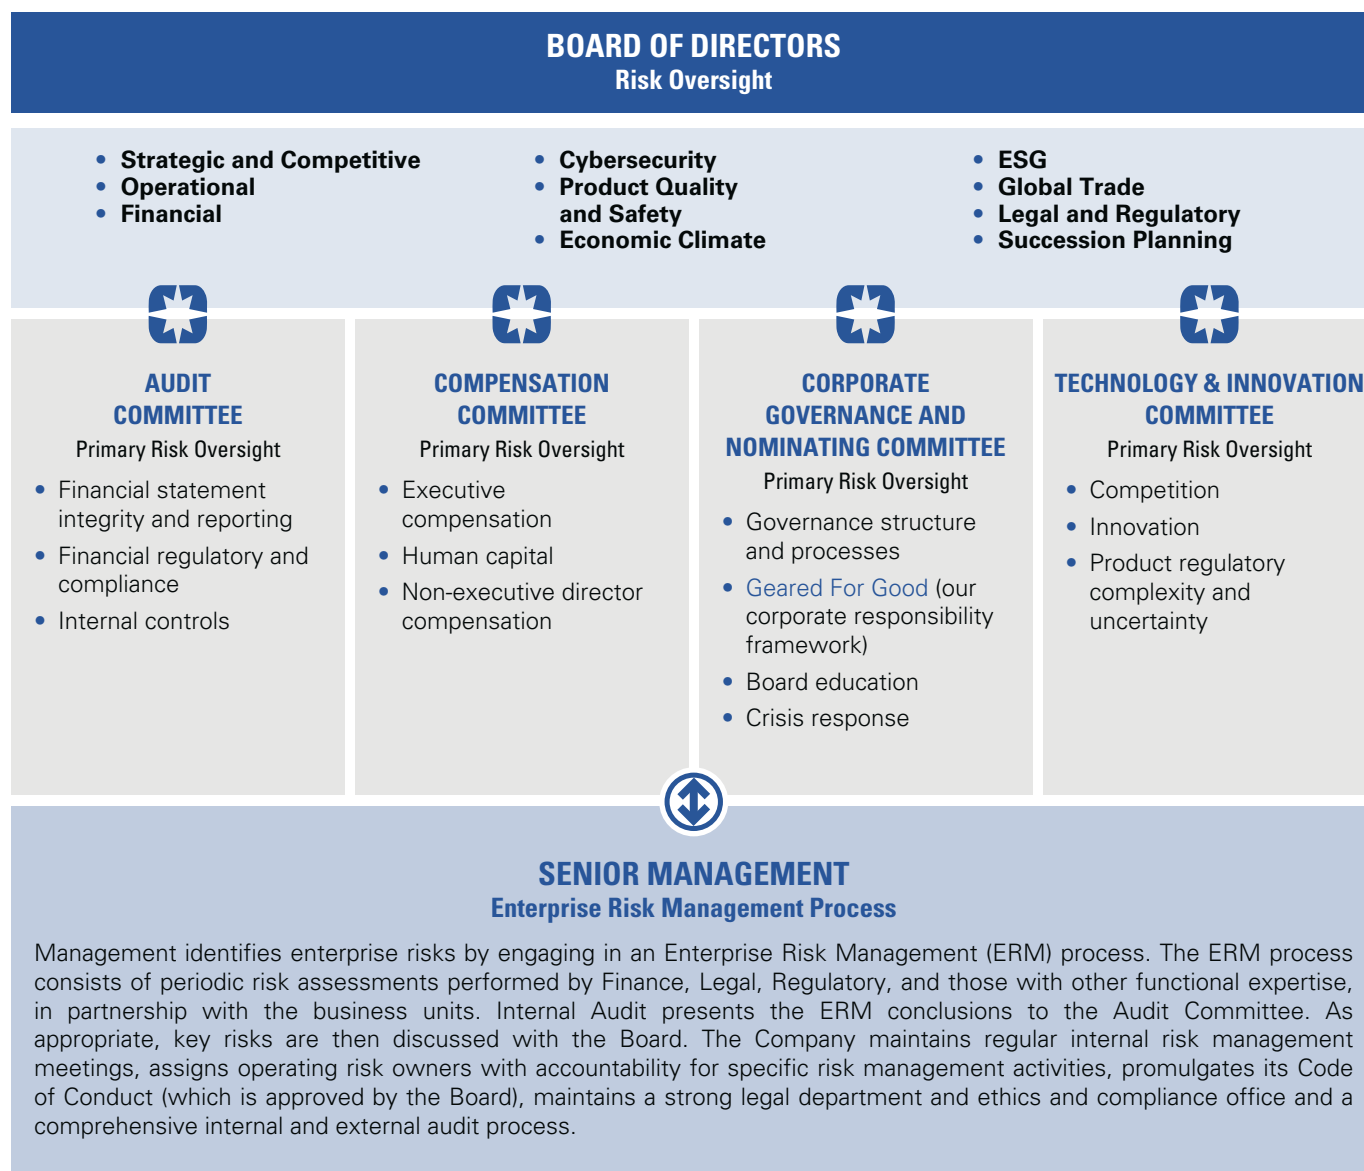 BOARD OF DIRECTORS
Risk Oversight
• Strategic and Competitive
• Operational
• Financial
• Cybersecurity
• Product Quality
and Safety
• Economic Climate
• ESG
• Global Trade
• Legal and Regulatory
• Succession Planning
AUDIT
COMMITTEE
Primary Risk Oversight
• Financial statement
integrity and reporting
• Financial regulatory and
compliance
• Internal controls
COMPENSATION
COMMITTEE
Primary Risk Oversight
• Executive
compensation
• Human capital
• Non-executive director
compensation
CORPORATE
GOVERNANCE AND
NOMINATING COMMITTEE
Primary Risk Oversight
• Governance structure
and processes
• Geared For Good (our
corporate responsibility
framework)
• Board education
• Crisis response
TECHNOLOGY & INNOVATION
COMMITTEE
Primary Risk Oversight
• Competition
• Innovation
• Product regulatory
complexity and
uncertainty
SENIOR MANAGEMENT
Enterprise Risk Management Process
Management identifies enterprise risks by engaging in an Enterprise Risk Management (ERM) process. The ERM process
consists of periodic risk assessments performed by Finance, Legal, Regulatory, and those with other functional expertise,
in partnership with the business units. Internal Audit presents the ERM conclusions to the Audit Committee. As
appropriate, key risks are then discussed with the Board. The Company maintains regular internal risk management
meetings, assigns operating risk owners with accountability for specific risk management activities, promulgates its Code
of Conduct (which is approved by the Board), maintains a strong legal department and ethics and compliance office and a
comprehensive internal and external audit process.